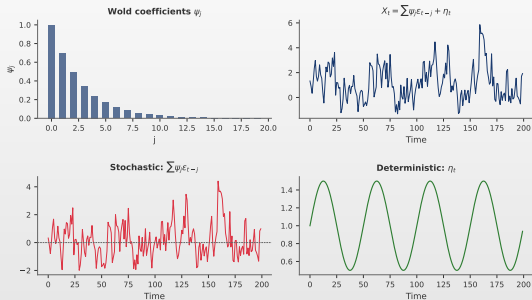 Wold coefficients ψⱼ
1.0
0.8
0.6
0.4
0.2
0.0
ψⱼ
0.0 2.5 5.0 7.5 10.0 12.5 15.0 17.5 20.0
j
Xₜ = ∑ψⱼεₜ₋ⱼ + ηₜ
6
4
2
0
0 25 50 75 100 125 150 175 200
Time
Stochastic: ∑ψⱼεₜ₋ⱼ
4
2
0
−2
0 25 50 75 100 125 150 175 200
Time
Deterministic: ηₜ
1.4
1.2
1.0
0.8
0.6
0 25 50 75 100 125 150 175 200
Time